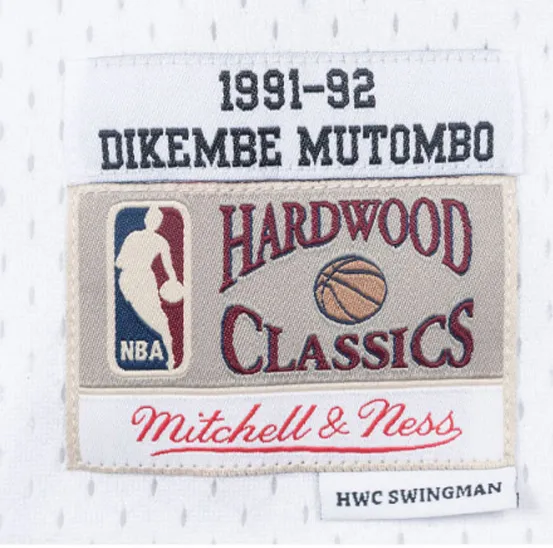 1991-92
DIKEMBE MUTOMBO
HARDWOOD
CLASSICS
NBA
Mitchell & Ness
HWC SWINGMAN